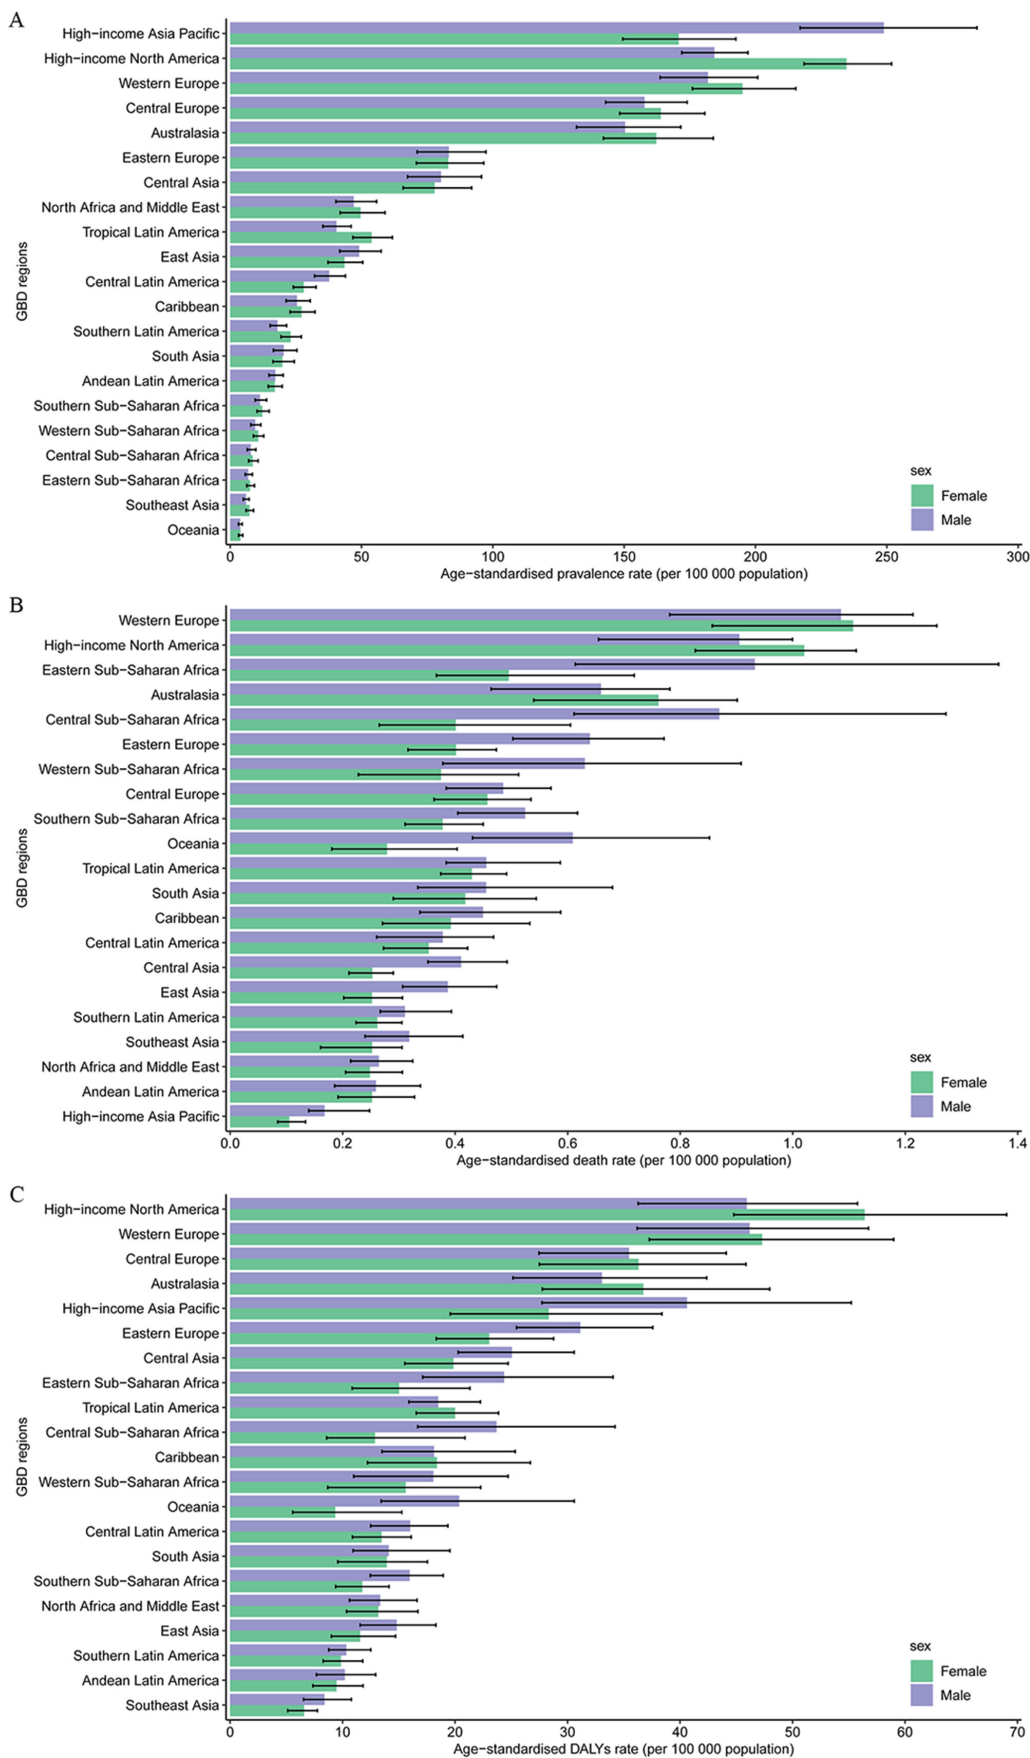 A
High-income Asia Pacific
High-income North America
Western Europe
Central Europe
Australasia
Eastern Europe
Central Asia
North Africa and Middle East
Tropical Latin America
East Asia
Central Latin America
Caribbean
Southern Latin America
South Asia
Andean Latin America
Southern Sub-Saharan Africa
Western Sub-Saharan Africa
Central Sub-Saharan Africa
Eastern Sub-Saharan Africa
Southeast Asia
Oceania
GBD regions
sex
Female
Male
0 50 100 150 200 250 300
Age-standardised prevalence rate (per 100 000 population)
B
Western Europe
High-income North America
Eastern Sub-Saharan Africa
Australasia
Central Sub-Saharan Africa
Eastern Europe
Western Sub-Saharan Africa
Central Europe
Southern Sub-Saharan Africa
Oceania
Tropical Latin America
South Asia
Caribbean
Central Latin America
Central Asia
East Asia
Southern Latin America
Southeast Asia
North Africa and Middle East
Andean Latin America
High-income Asia Pacific
GBD regions
sex
Female
Male
0.0 0.2 0.4 0.6 0.8 1.0 1.2 1.4
Age-standardised death rate (per 100 000 population)
C
High-income North America
Western Europe
Central Europe
Australasia
High-income Asia Pacific
Eastern Europe
Central Asia
Eastern Sub-Saharan Africa
Tropical Latin America
Central Sub-Saharan Africa
Caribbean
Western Sub-Saharan Africa
Oceania
Central Latin America
South Asia
Southern Sub-Saharan Africa
North Africa and Middle East
East Asia
Southern Latin America
Andean Latin America
Southeast Asia
GBD regions
sex
Female
Male
0 10 20 30 40 50 60 70
Age-standardised DALYs rate (per 100 000 population)